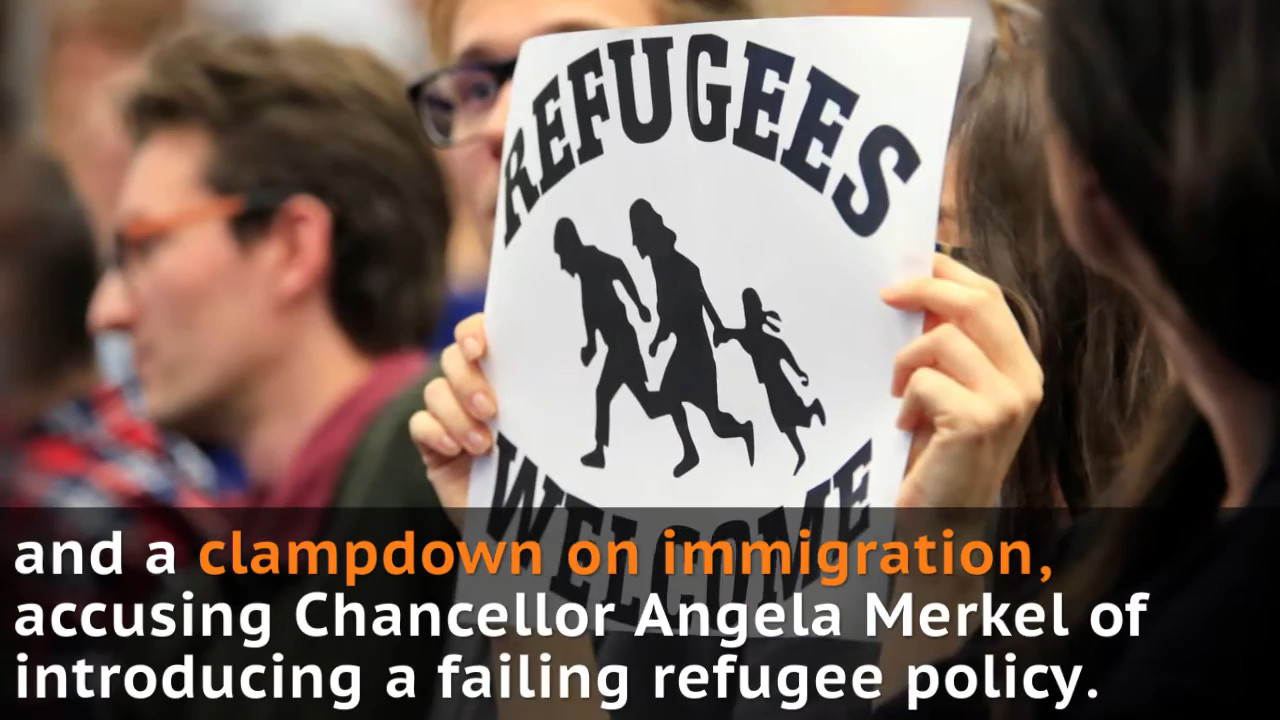 REFUGEES
WELCOME
and a clampdown on immigration,
accusing Chancellor Angela Merkel of
introducing a failing refugee policy.